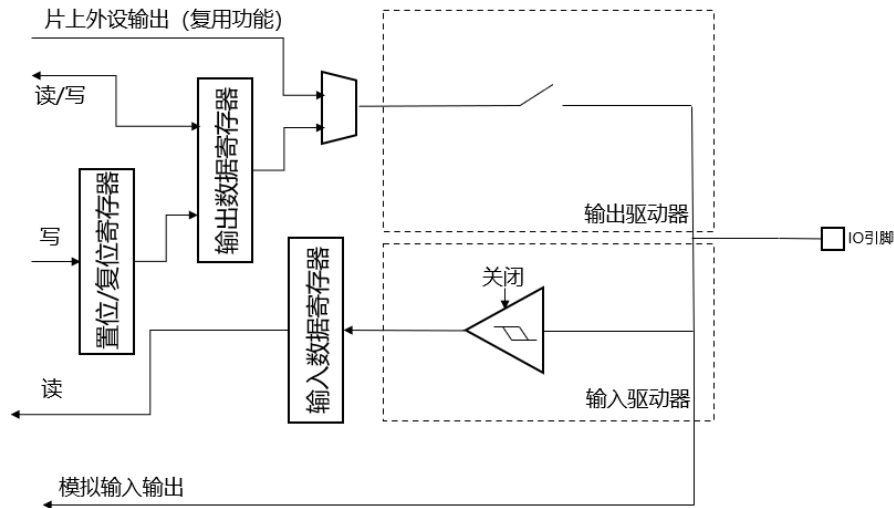 片上外设输出（复用功能）
读/写
输出数据寄存器
置位/复位寄存器
写
输出驱动器
IO引脚
输入数据寄存器
关闭
读
输入驱动器
模拟输入输出